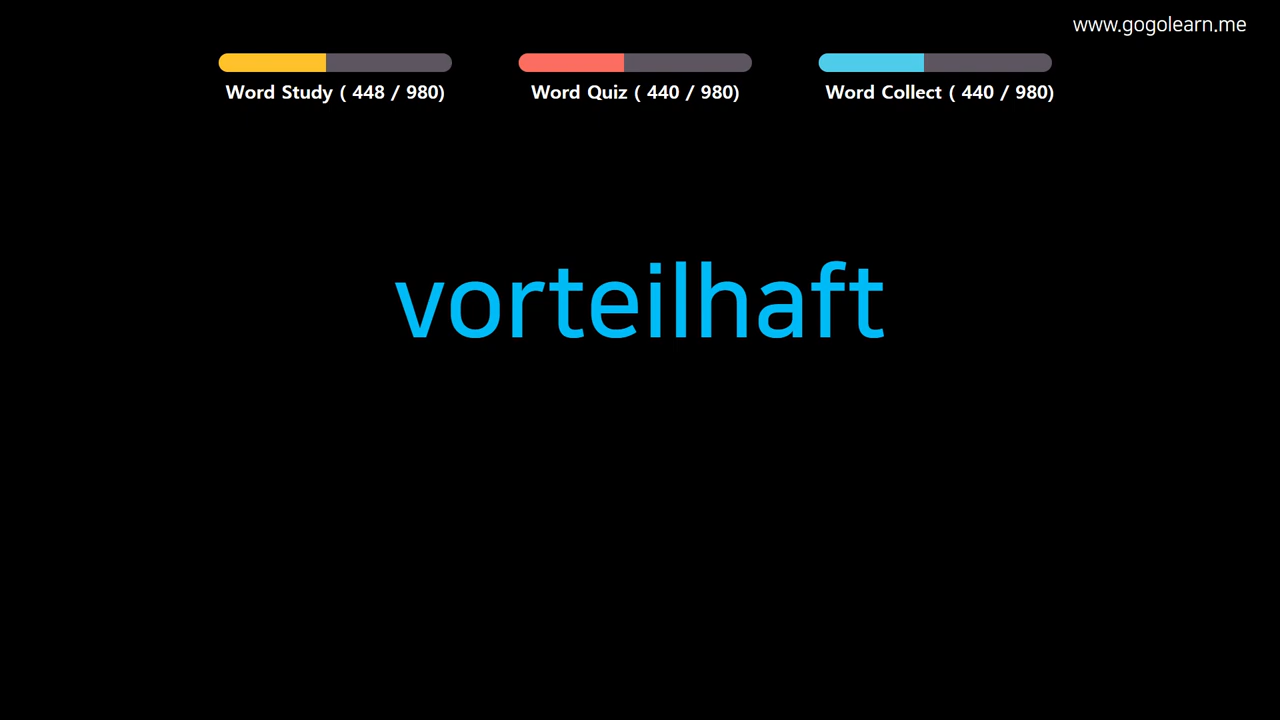 www.gogolearn.me
Word Study ( 448 / 980)
Word Quiz ( 440 / 980)
Word Collect ( 440 / 980)
vorteilhaft